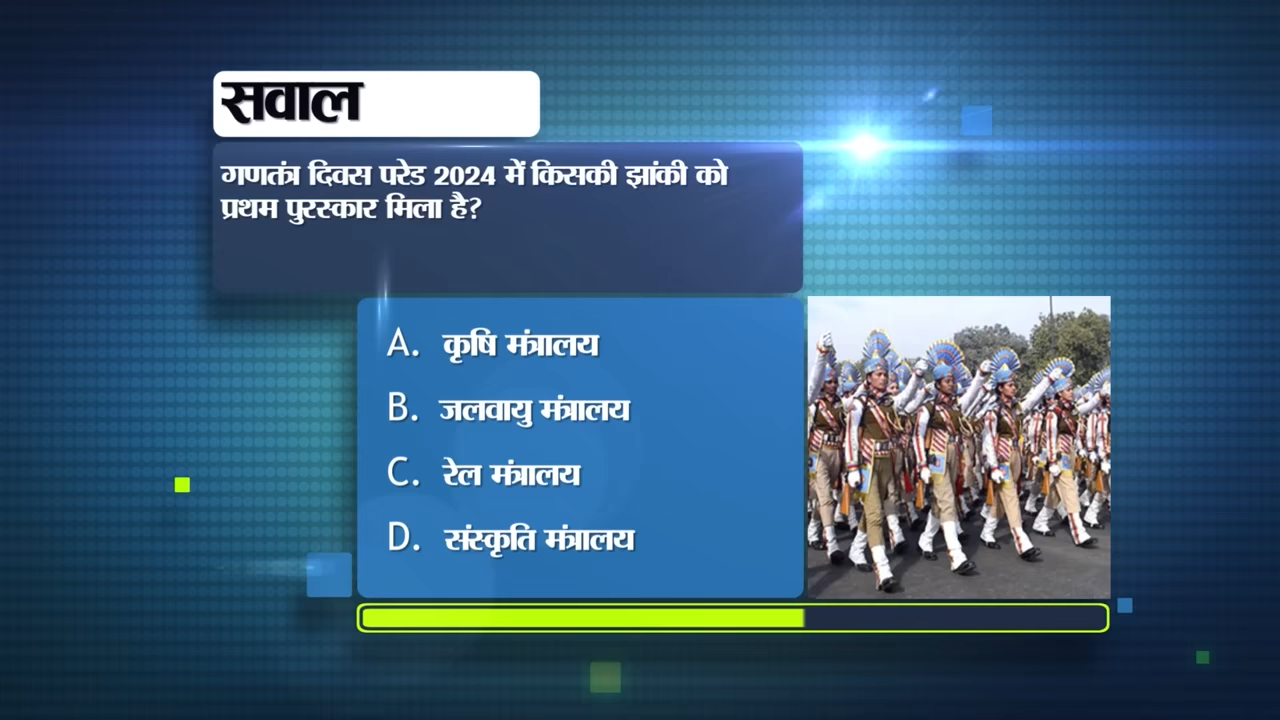 सवाल
गणतंत्र दिवस परेड 2024 में किसकी झांकी को
प्रथम पुरस्कार मिला है?
A. कृषि मंत्रालय
B. जलवायु मंत्रालय
C. रेल मंत्रालय
D. संस्कृति मंत्रालय